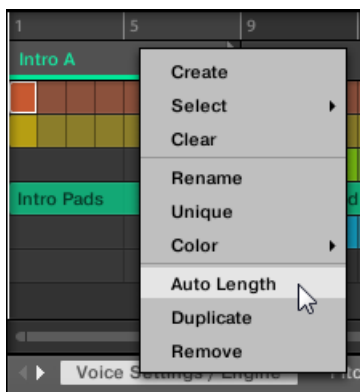 1 5 9
Intro A
Create
Select
Clear
Rename
Intro Pads
Unique
Color
Auto Length
Duplicate
Remove
Voice Settings / Engine